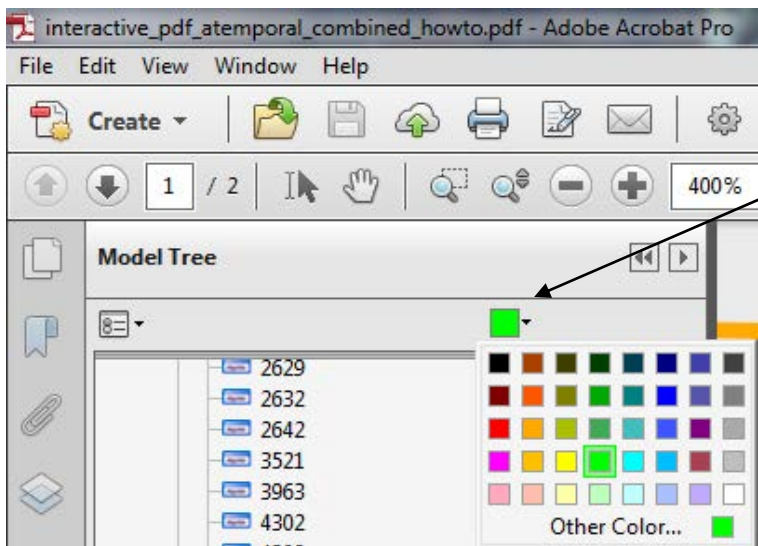 interactive_pdf_atemporal_combined_howto.pdf - Adobe Acrobat Pro
File Edit View Window Help
Create
1 / 2 400%
Model Tree
2629
2632
2642
3521
3963
4302
Other Color...